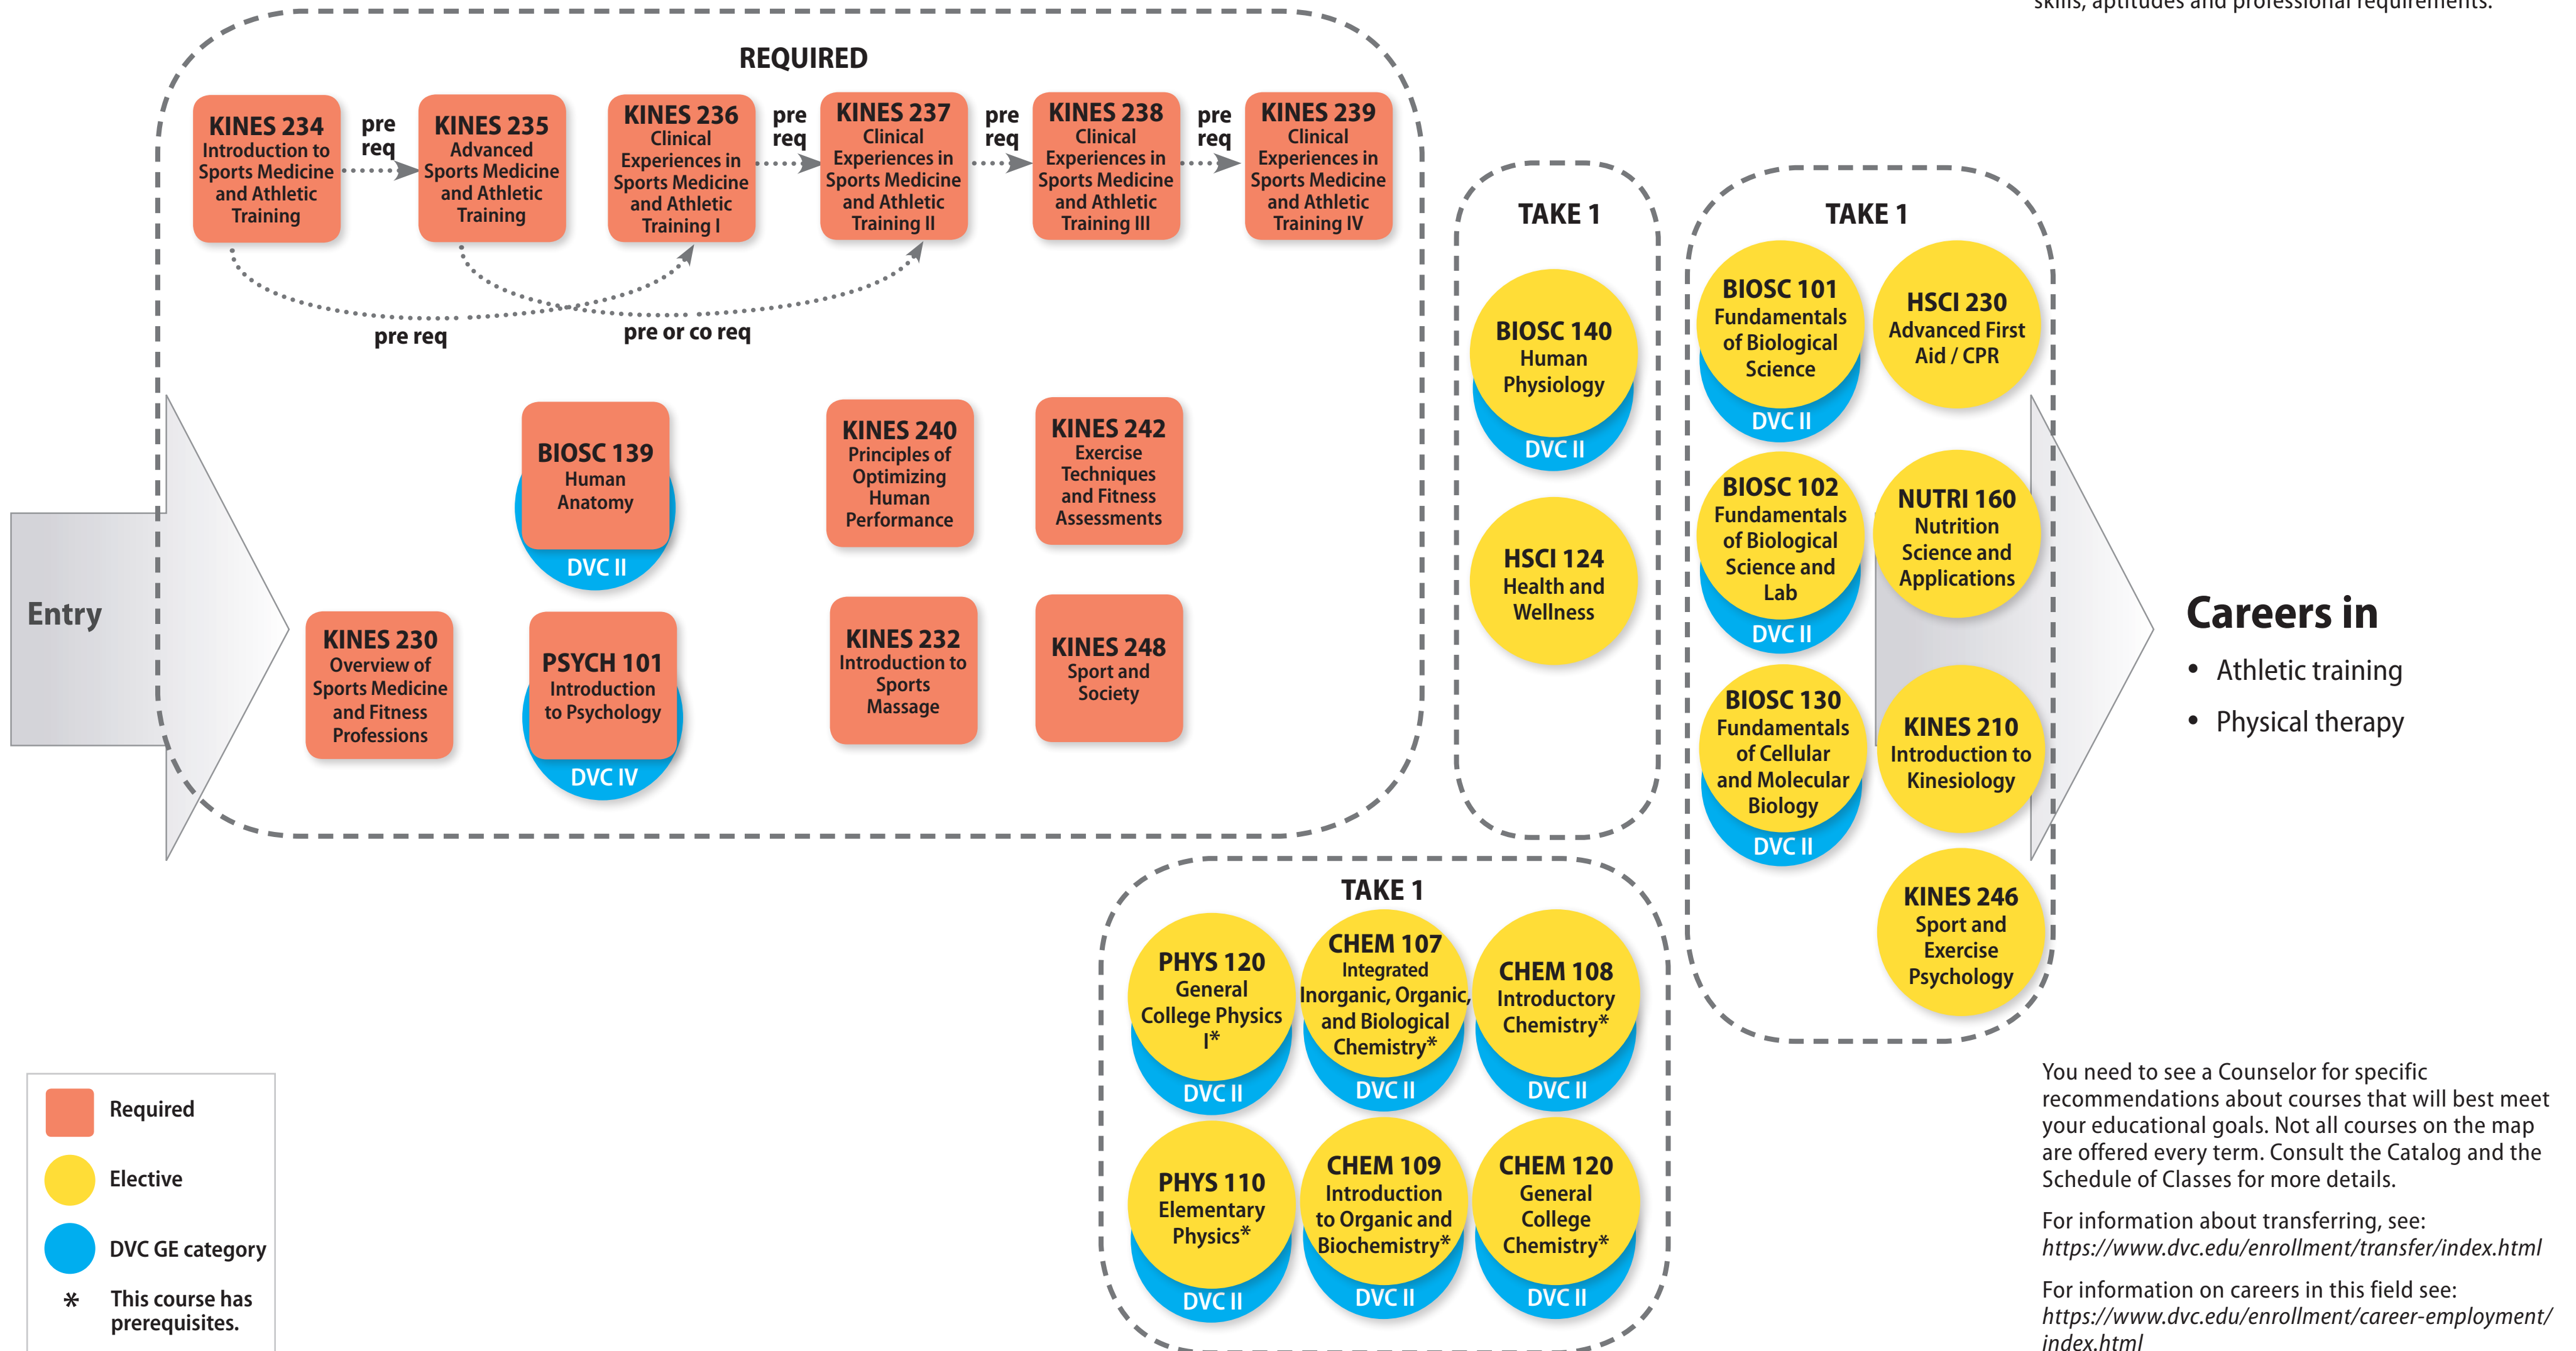 skills, aptitudes and professional requirements.
REQUIRED
KINES 234
Introduction to
Sports Medicine
and Athletic
Training
pre
req
KINES 235
Advanced
Sports Medicine
and Athletic
Training
KINES 236
Clinical
Experiences in
Sports Medicine
and Athletic
Training I
pre
req
KINES 237
Clinical
Experiences in
Sports Medicine
and Athletic
Training II
pre
req
KINES 238
Clinical
Experiences in
Sports Medicine
and Athletic
Training III
pre
req
KINES 239
Clinical
Experiences in
Sports Medicine
and Athletic
Training IV
pre req
pre or co req
Entry
BIOSC 139
Human
Anatomy
DVC II
KINES 240
Principles of
Optimizing
Human
Performance
KINES 242
Exercise
Techniques
and Fitness
Assessments
KINES 230
Overview of
Sports Medicine
and Fitness
Professions
PSYCH 101
Introduction
to Psychology
DVC IV
KINES 232
Introduction to
Sports
Massage
KINES 248
Sport and
Society
TAKE 1
BIOSC 140
Human
Physiology
DVC II
HSCI 124
Health and
Wellness
TAKE 1
BIOSC 101
Fundamentals
of Biological
Science
DVC II
HSCI 230
Advanced First
Aid / CPR
BIOSC 102
Fundamentals
of Biological
Science and
Lab
DVC II
NUTRI 160
Nutrition
Science and
Applications
BIOSC 130
Fundamentals
of Cellular
and Molecular
Biology
DVC II
KINES 210
Introduction to
Kinesiology
KINES 246
Sport and
Exercise
Psychology
Careers in
• Athletic training
• Physical therapy
TAKE 1
PHYS 120
General
College Physics
I*
DVC II
CHEM 107
Integrated
Inorganic, Organic,
and Biological
Chemistry*
DVC II
CHEM 108
Introductory
Chemistry*
DVC II
PHYS 110
Elementary
Physics*
DVC II
CHEM 109
Introduction
to Organic and
Biochemistry*
DVC II
CHEM 120
General
College
Chemistry*
DVC II
Required
Elective
DVC GE category
* This course has
prerequisites.
You need to see a Counselor for specific
recommendations about courses that will best meet
your educational goals. Not all courses on the map
are offered every term. Consult the Catalog and the
Schedule of Classes for more details.
For information about transferring, see:
https://www.dvc.edu/enrollment/transfer/index.html
For information on careers in this field see:
https://www.dvc.edu/enrollment/career-employment/
index.html